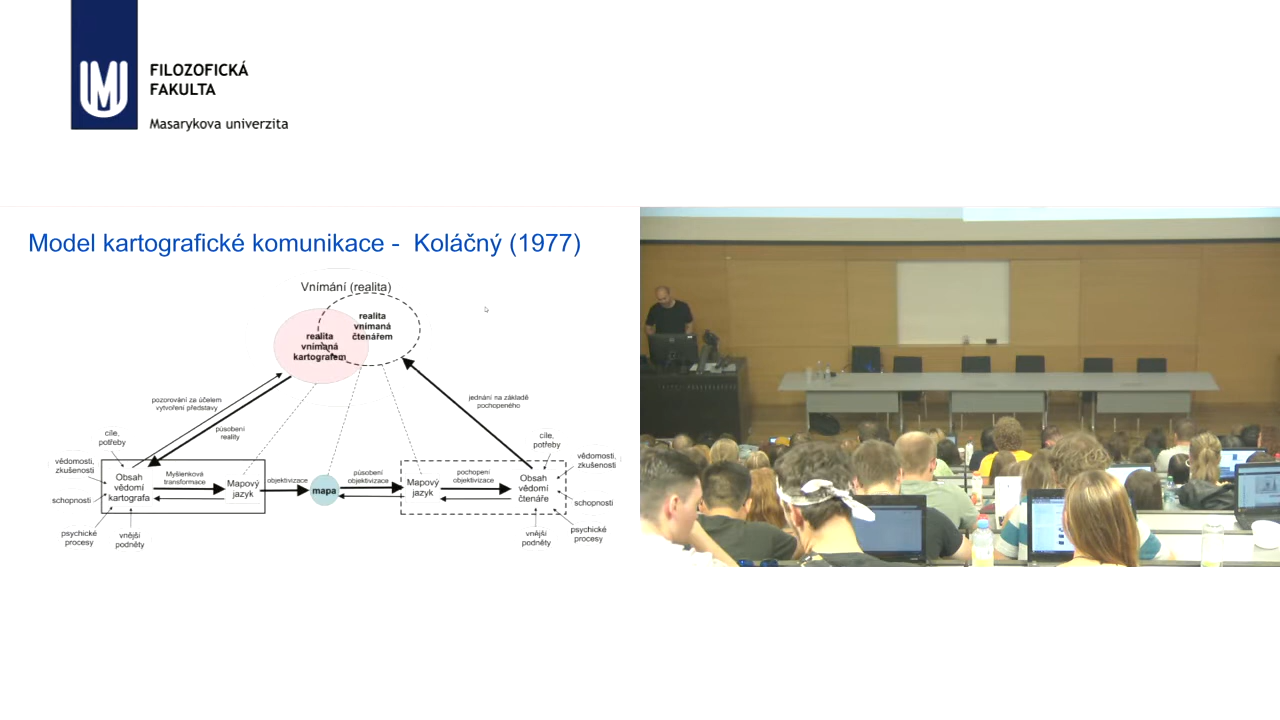 FILOZOFICKÁ
FAKULTA
Masarykova univerzita
Model kartografické komunikace - Koláčný (1977)
Vnímání (realita)
realita
vnímaná
čtenářem
realita
vnímaná
kartografem
pozorování za účelem
vytvoření představy
působení
reality
jednání na základě
pochopeného
cíle,
potřeby
vědomosti,
zkušenosti
schopnosti
psychické
procesy
vnější
podněty
Obsah
vědomí
kartografa
Myšlenková
transformace
Mapový
jazyk
objektivizace
mapa
působení
objektivizace
Mapový
jazyk
pochopení
objektivizace
Obsah
vědomí
čtenáře
cíle,
potřeby
vědomosti,
zkušenosti
schopnosti
psychické
procesy
vnější
podněty